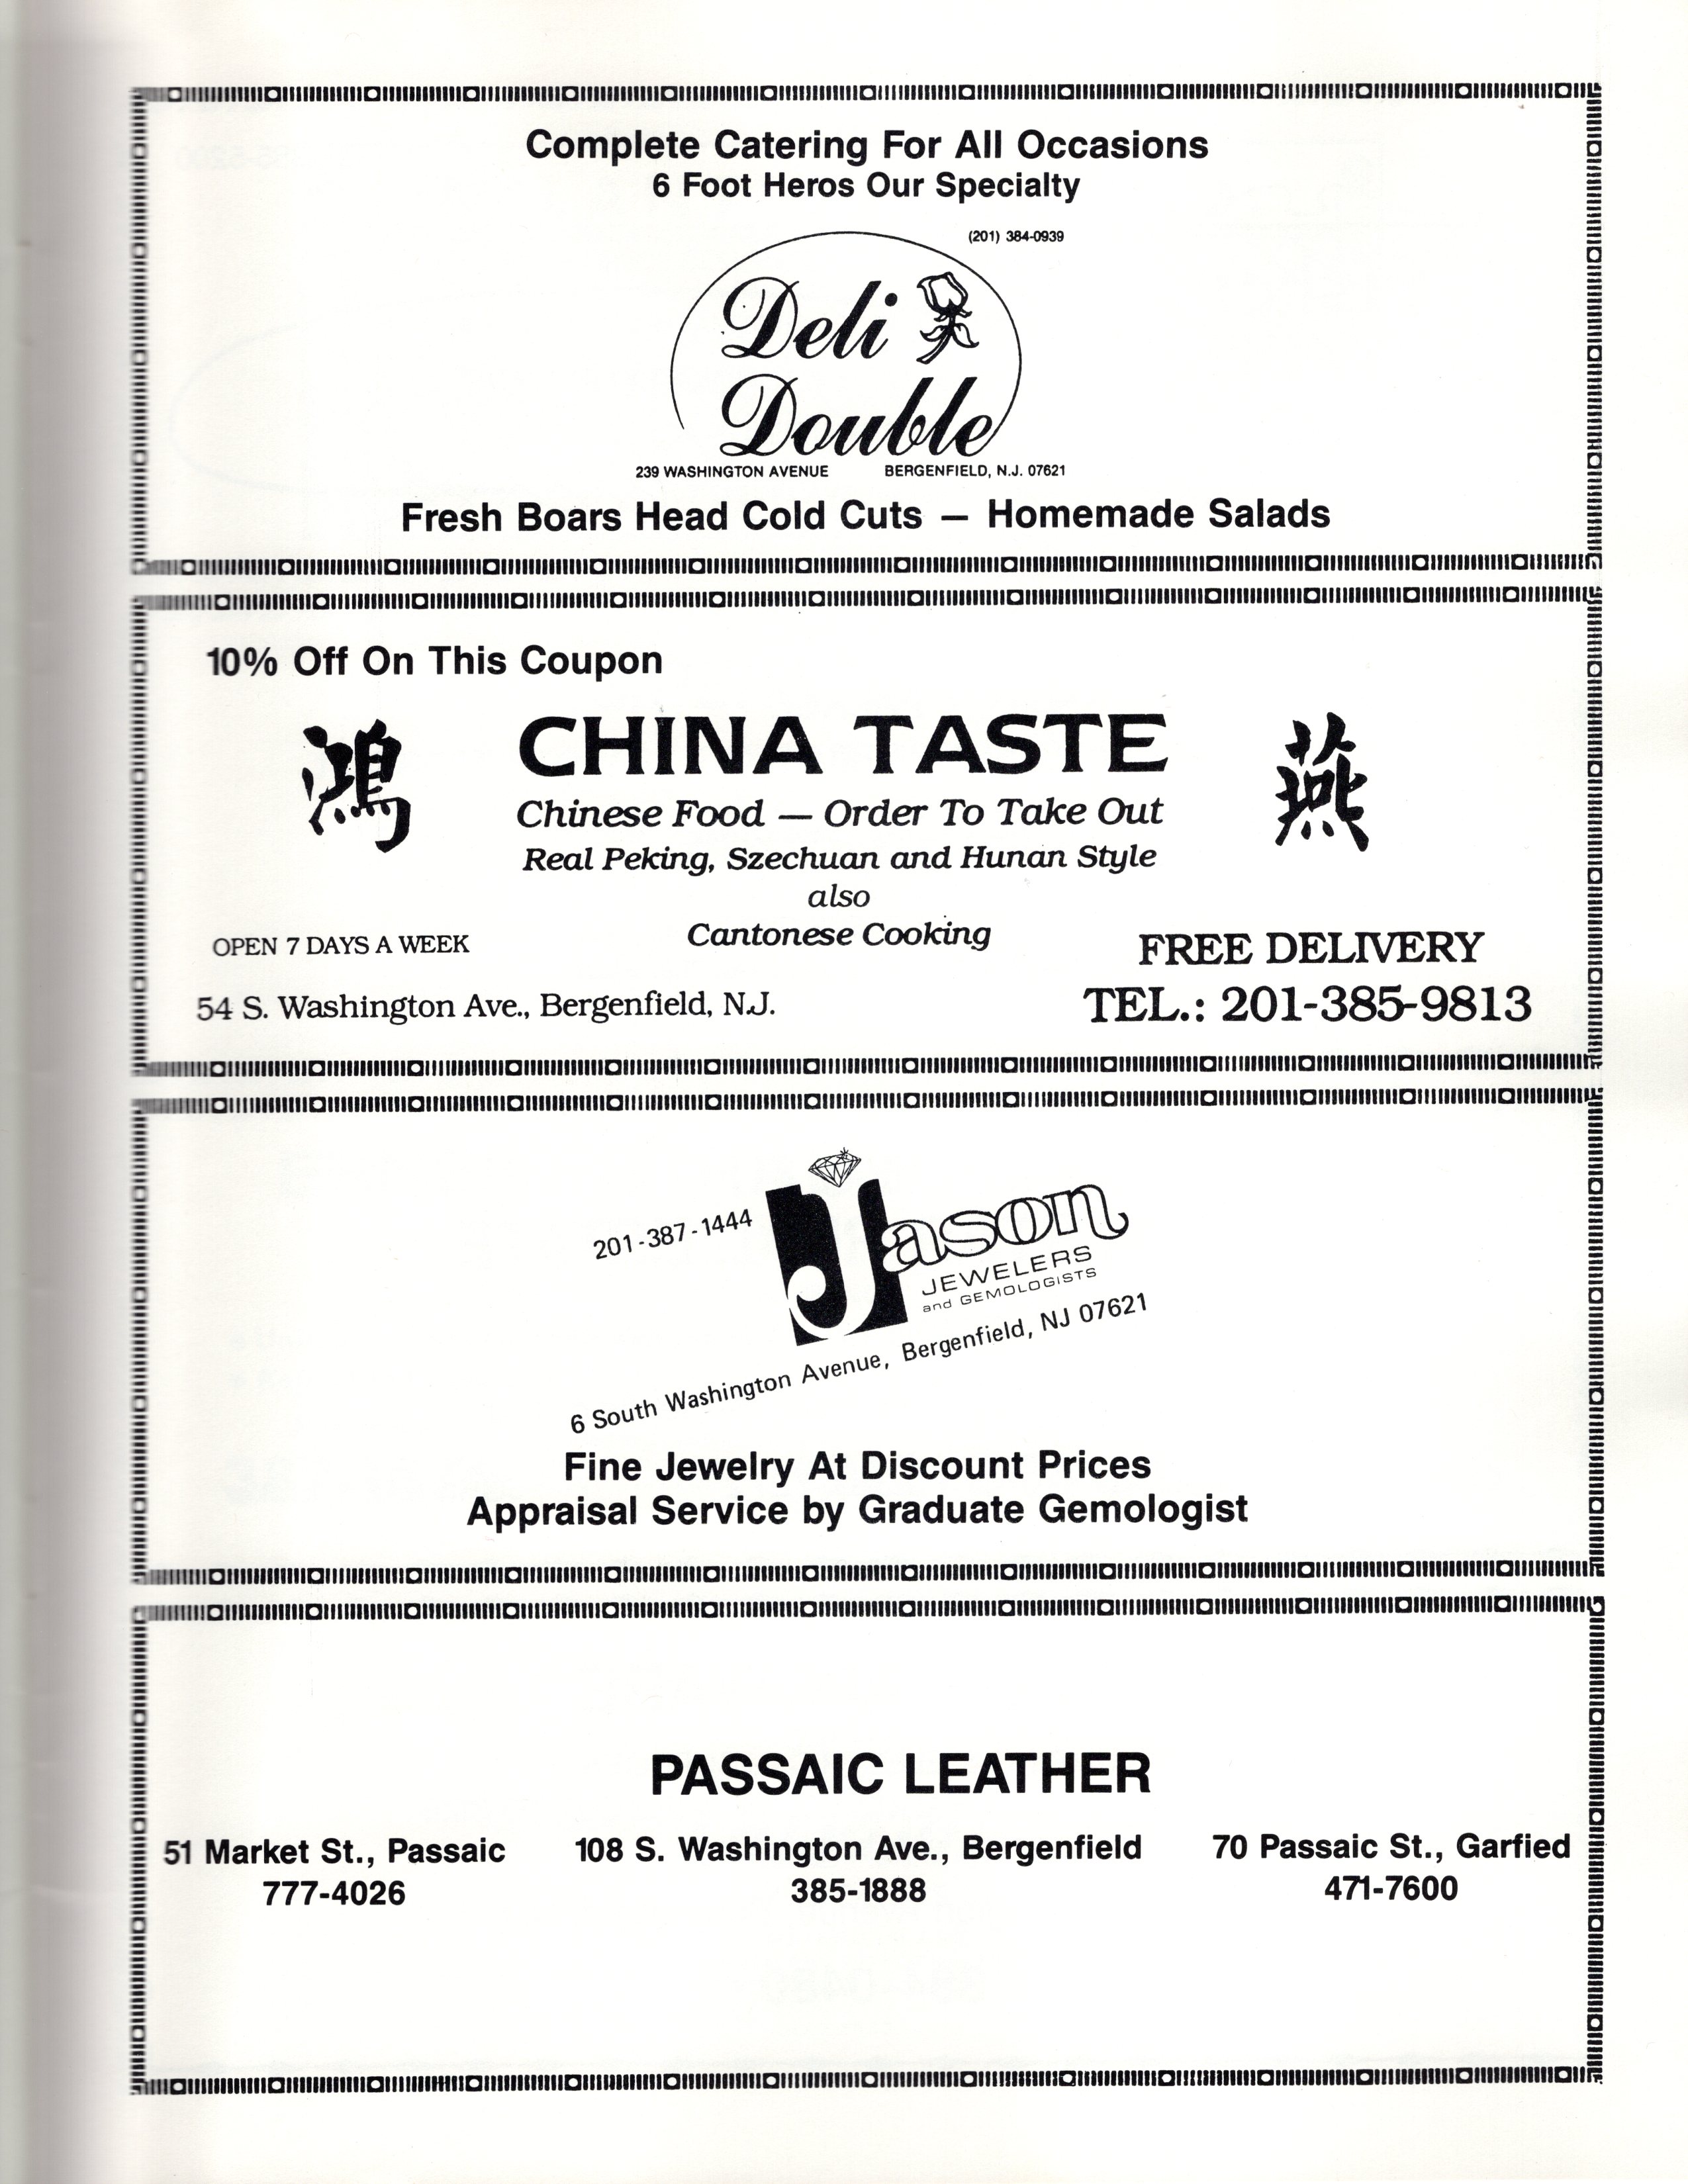 Complete Catering For All Occasions
6 Foot Heros Our Specialty
(201) 384-0939
Deli
Double
239 WASHINGTON AVENUE BERGENFIELD, N.J. 07621
Fresh Boars Head Cold Cuts — Homemade Salads
10% Off On This Coupon
鴻 CHINA TASTE 燕
Chinese Food — Order To Take Out
Real Peking, Szechuan and Hunan Style
also
Cantonese Cooking
OPEN 7 DAYS A WEEK
FREE DELIVERY
54 S. Washington Ave., Bergenfield, N.J.
TEL.: 201-385-9813
201-387-1444
Jason
JEWELERS
and GEMOLOGISTS
6 South Washington Avenue, Bergenfield, NJ 07621
Fine Jewelry At Discount Prices
Appraisal Service by Graduate Gemologist
PASSAIC LEATHER
51 Market St., Passaic
777-4026
108 S. Washington Ave., Bergenfield
385-1888
70 Passaic St., Garfied
471-7600